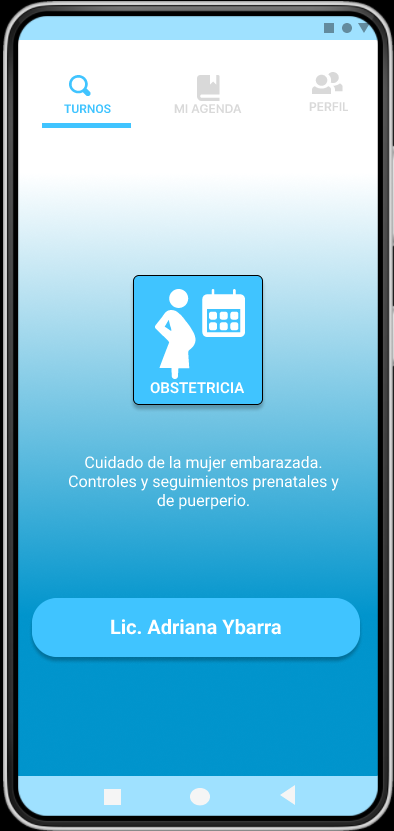 TURNOS
MI AGENDA
PERFIL
OBSTETRICIA
Cuidado de la mujer embarazada.
Controles y seguimientos prenatales y
de puerperio.
Lic. Adriana Ybarra